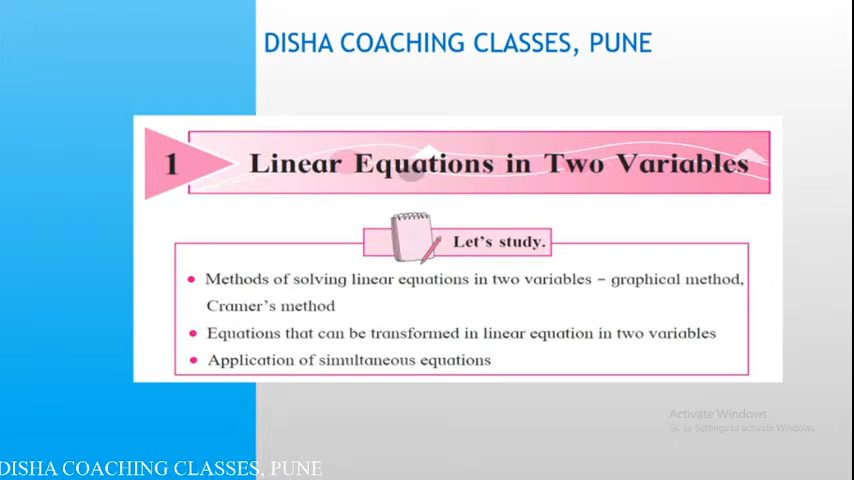 DISHA COACHING CLASSES, PUNE
1
Linear Equations in Two Variables
Let's study.
• Methods of solving linear equations in two variables – graphical method,
Cramer's method
• Equations that can be transformed in linear equation in two variables
• Application of simultaneous equations
Activate Windows
Go to Settings to activate Windows.
DISHA COACHING CLASSES, PUNE